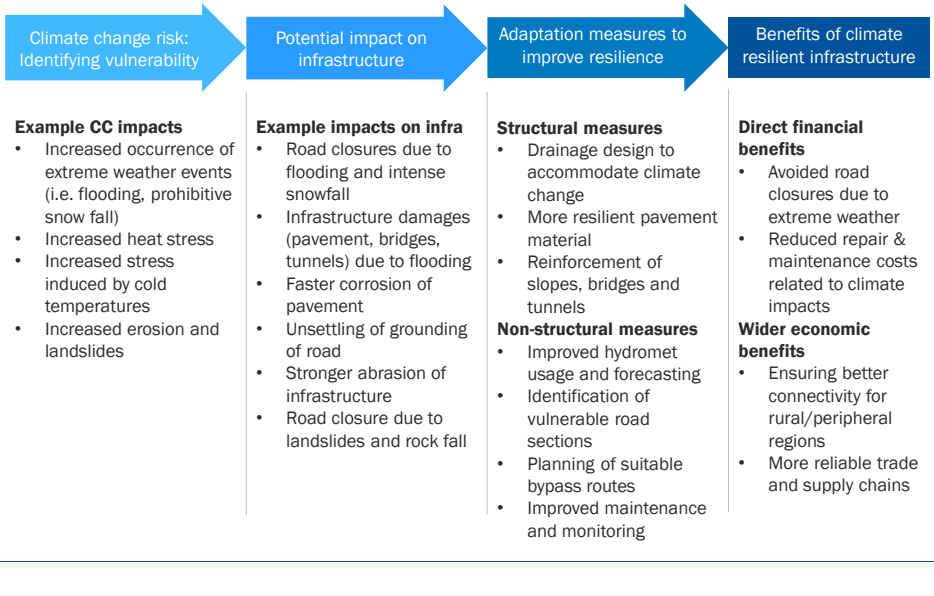 Climate change risk:
Identifying vulnerability
Potential impact on
infrastructure
Adaptation measures to
improve resilience
Benefits of climate
resilient infrastructure
Example CC impacts
• Increased occurrence of
extreme weather events
(i.e. flooding, prohibitive
snow fall)
• Increased heat stress
• Increased stress
induced by cold
temperatures
• Increased erosion and
landslides
Example impacts on infra
• Road closures due to
flooding and intense
snowfall
• Infrastructure damages
(pavement, bridges,
tunnels) due to flooding
• Faster corrosion of
pavement
• Unsettling of grounding
of road
• Stronger abrasion of
infrastructure
• Road closure due to
landslides and rock fall
Structural measures
• Drainage design to
accommodate climate
change
• More resilient pavement
material
• Reinforcement of
slopes, bridges and
tunnels
Non-structural measures
• Improved hydromet
usage and forecasting
• Identification of
vulnerable road
sections
• Planning of suitable
bypass routes
• Improved maintenance
and monitoring
Direct financial
benefits
• Avoided road
closures due to
extreme weather
• Reduced repair &
maintenance costs
related to climate
impacts
Wider economic
benefits
• Ensuring better
connectivity for
rural/peripheral
regions
• More reliable trade
and supply chains